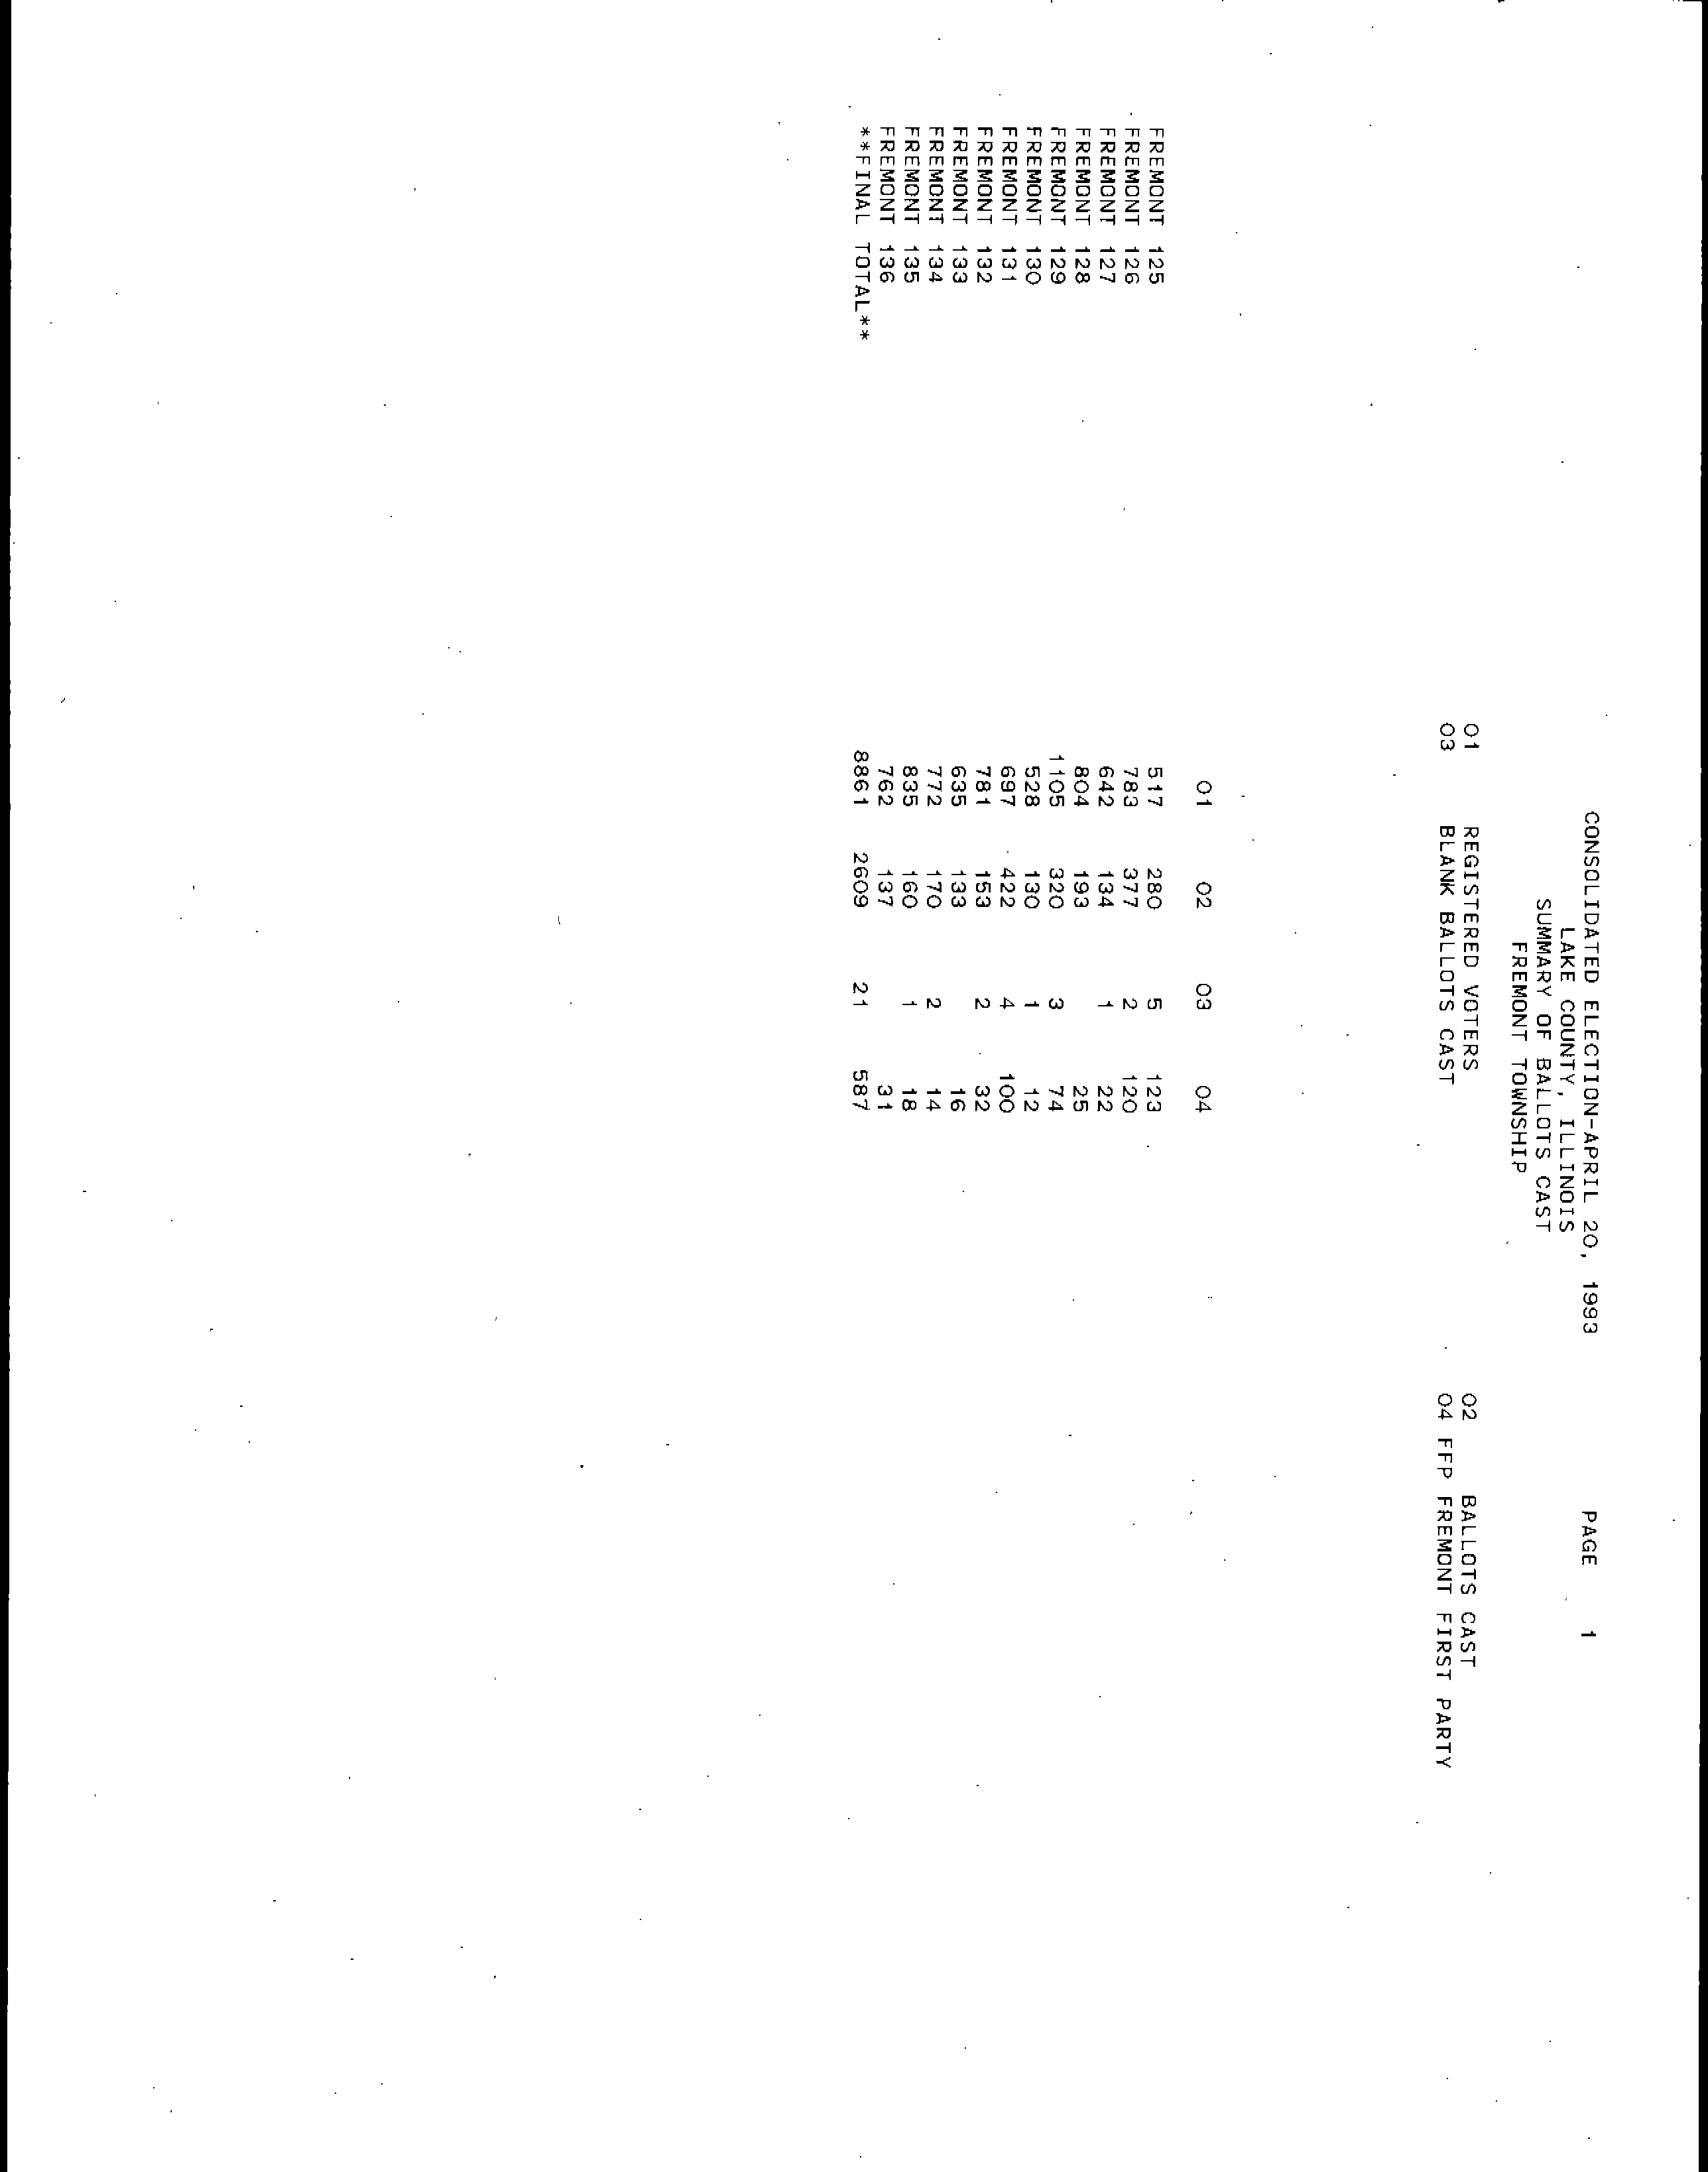 CONSOLIDATED ELECTION-APRIL 20, 1993 PAGE 1
LAKE COUNTY, ILLINOIS
SUMMARY OF BALLOTS CAST
FREMONT TOWNSHIP
01 REGISTERED VOTERS 02 BALLOTS CAST
03 BLANK BALLOTS CAST 04 FFP FREMONT FIRST PARTY
01 02 03 04
FREMONT 125 517 280 5 123
FREMONT 126 783 377 2 120
FREMONT 127 642 134 1 22
FREMONT 128 804 193 25
FREMONT 129 1105 320 3 74
FREMONT 130 528 130 1 12
FREMONT 131 697 422 4 100
FREMONT 132 781 153 2 32
FREMONT 133 635 133 16
FREMONT 134 772 170 2 14
FREMONT 135 835 160 1 18
FREMONT 136 762 137 31
**FINAL TOTAL** 8861 2609 21 587